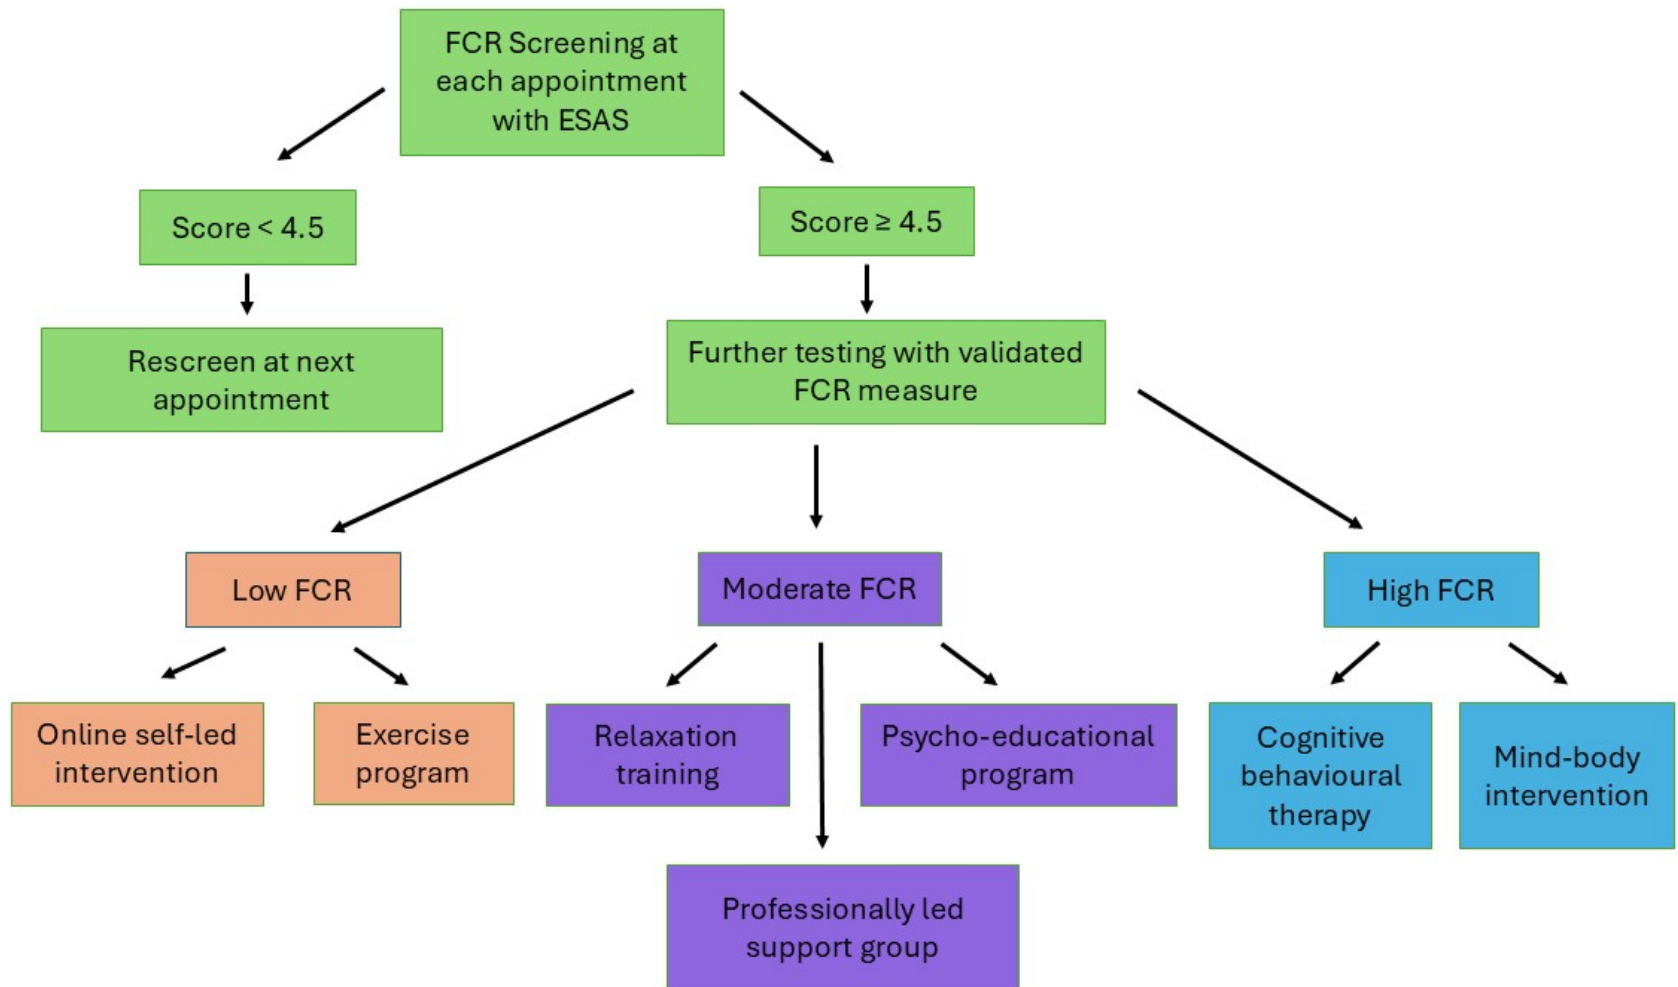 FCR Screening at
each appointment
with ESAS
Score < 4.5
Score ≥ 4.5
Rescreen at next
appointment
Further testing with validated
FCR measure
Low FCR
Moderate FCR
High FCR
Online self-led
intervention
Exercise
program
Relaxation
training
Psycho-educational
program
Cognitive
behavioural
therapy
Mind-body
intervention
Professionally led
support group